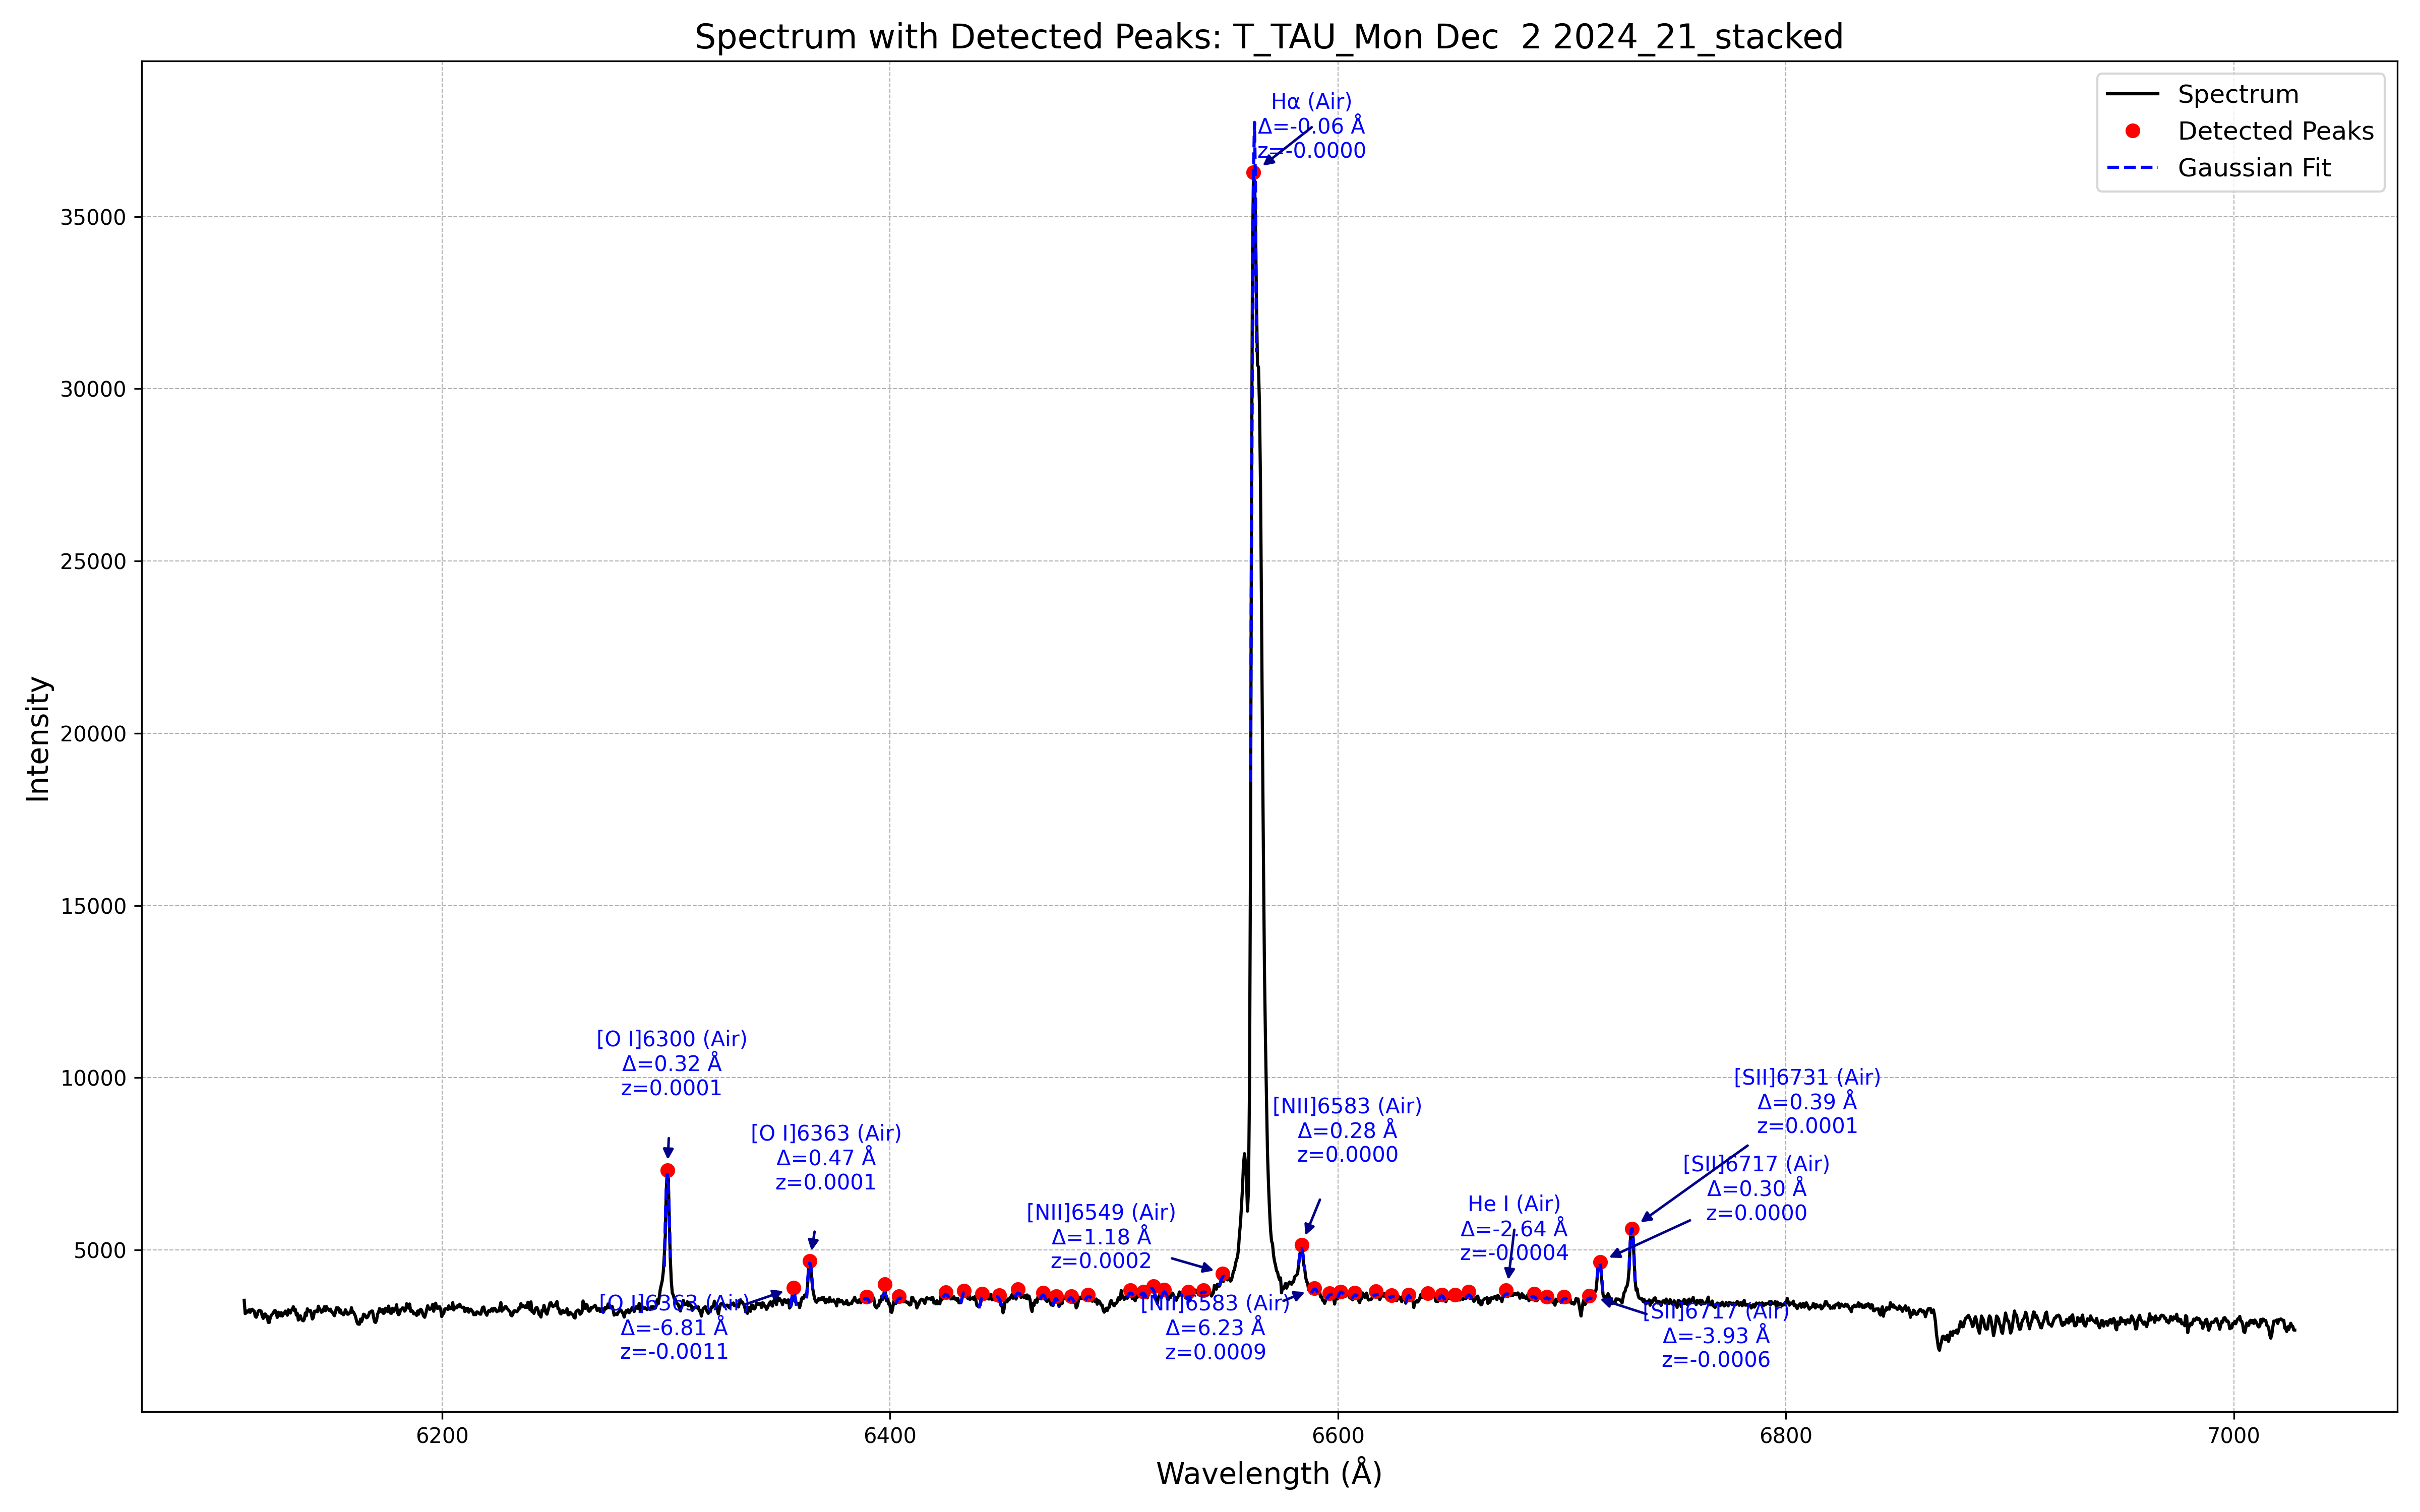 Spectrum with Detected Peaks: T_TAU_Mon Dec  2 2024_21_stacked
Spectrum
Detected Peaks
Gaussian Fit
Hα (Air)
Δ=-0.06 Å
z=-0.0000
[O I]6300 (Air)
Δ=0.32 Å
z=0.0001
[O I]6363 (Air)
Δ=0.47 Å
z=0.0001
[NII]6549 (Air)
Δ=1.18 Å
z=0.0002
[NII]6583 (Air)
Δ=0.28 Å
z=0.0000
He I (Air)
Δ=-2.64 Å
z=-0.0004
[SII]6731 (Air)
Δ=0.39 Å
z=0.0001
[SII]6717 (Air)
Δ=0.30 Å
z=0.0000
[O I]6363 (Air)
Δ=-6.81 Å
z=-0.0011
[NII]6583 (Air)
Δ=6.23 Å
z=0.0009
[SII]6717 (Air)
Δ=-3.93 Å
z=-0.0006
Intensity
35000
30000
25000
20000
15000
10000
5000
6200
6400
6600
6800
7000
Wavelength (Å)